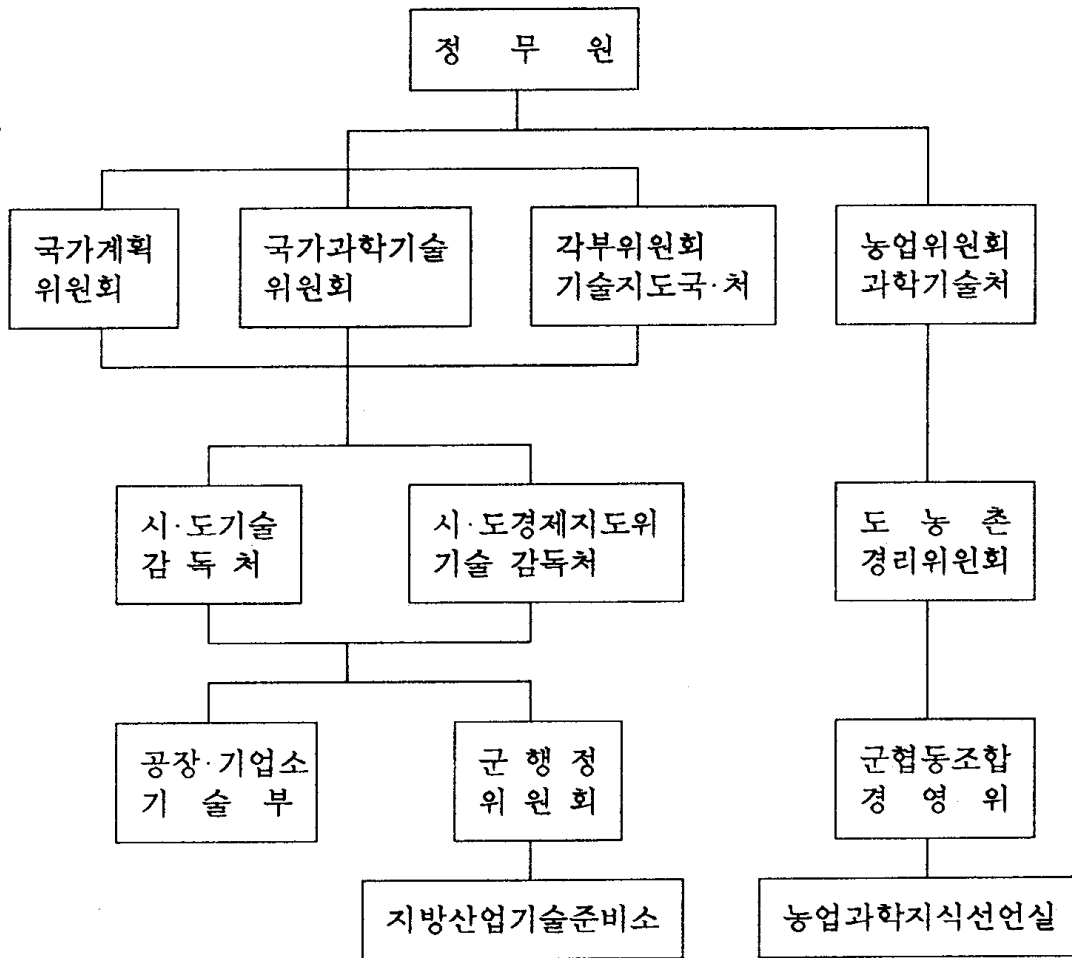 정 무 원
국가계획
위원회
국가과학기술
위원회
각부위원회
기술지도국·처
농업위원회
과학기술처
시·도기술
감 독 처
시·도경제지도위
기술 감독처
도 농 촌
경리위원회
공장·기업소
기 술 부
군 행 정
위 원 회
군협동조합
경 영 위
지방산업기술준비소
농업과학지식선언실